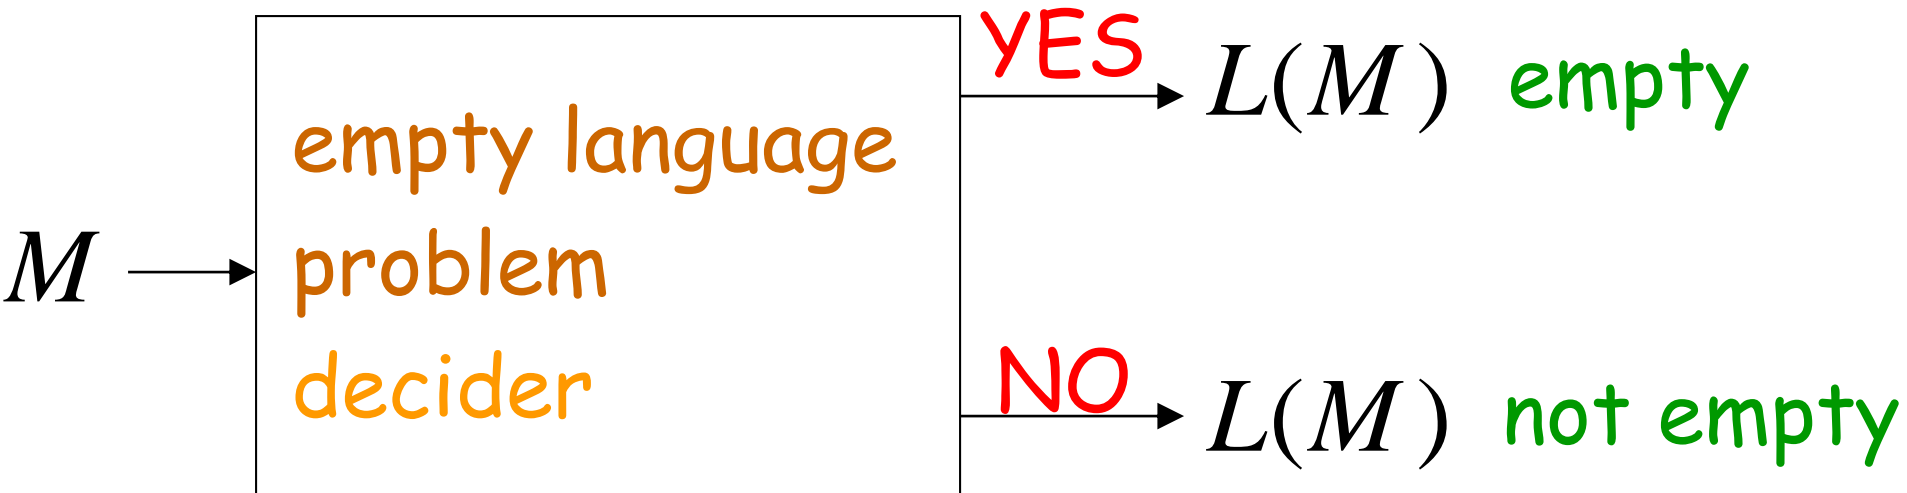 YES
L(M) empty
empty language
M
problem
decider
NO
L(M) not empty